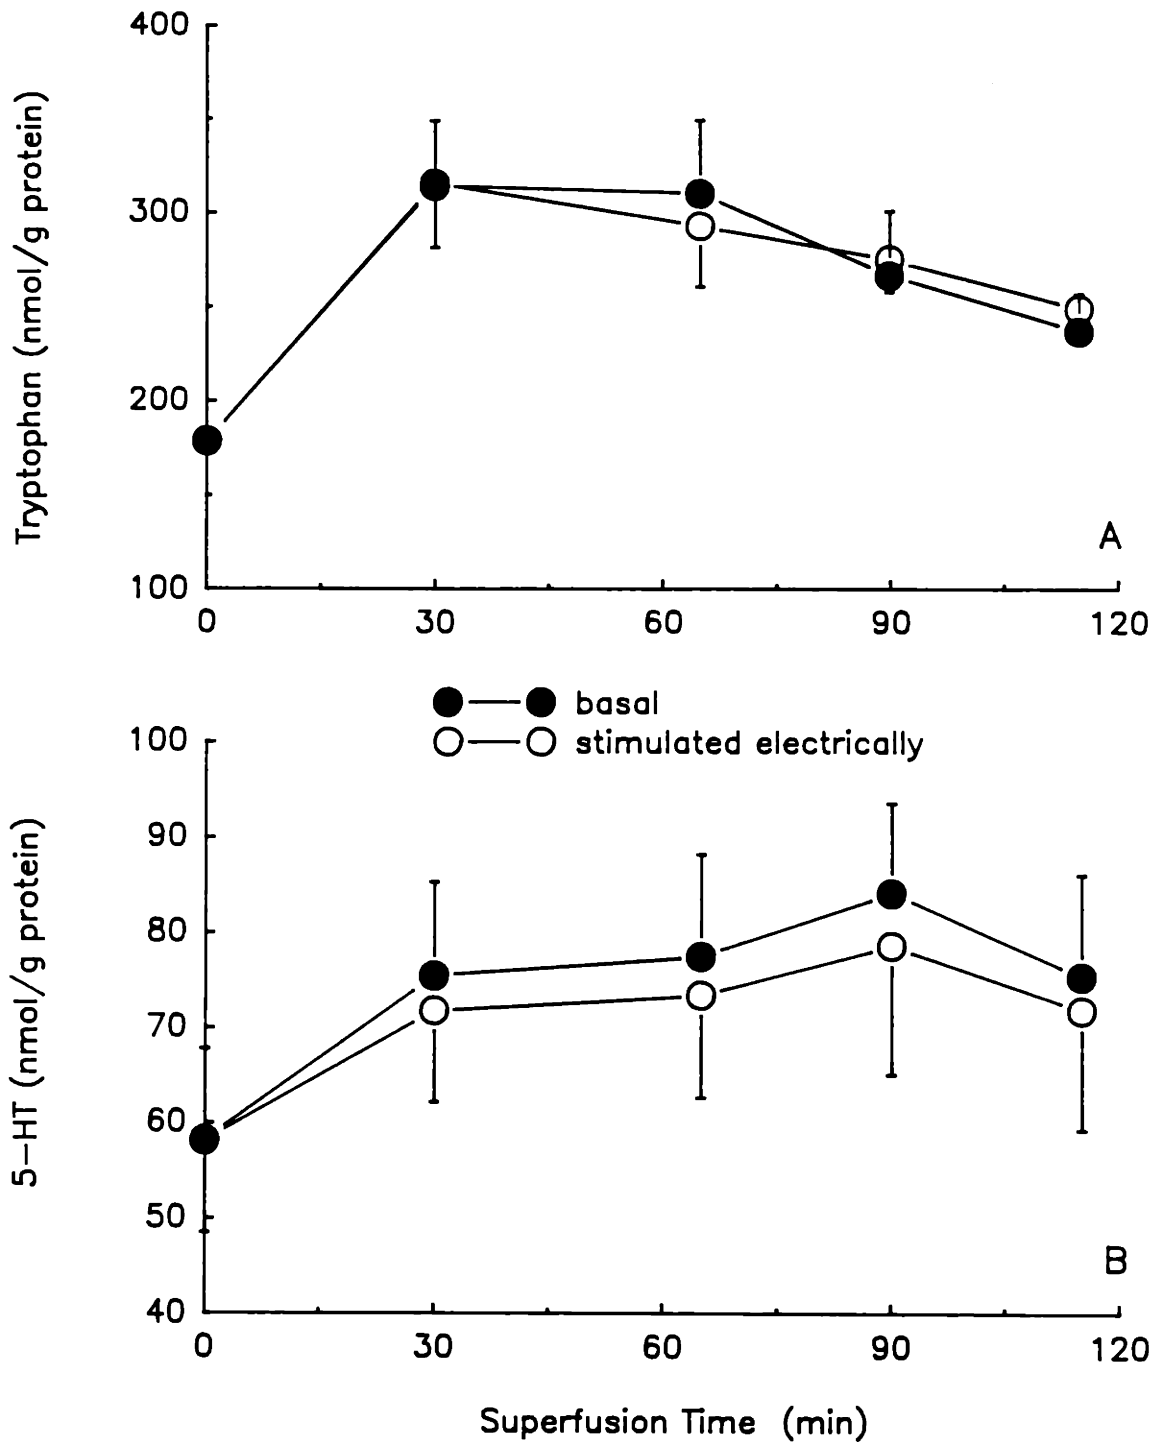 400
300
200
100
Tryptophan (nmol/g protein)
A
0 30 60 90 120
basal
stimulated electrically
100
90
80
70
60
50
40
5-HT (nmol/g protein)
B
0 30 60 90 120
Superfusion Time (min)